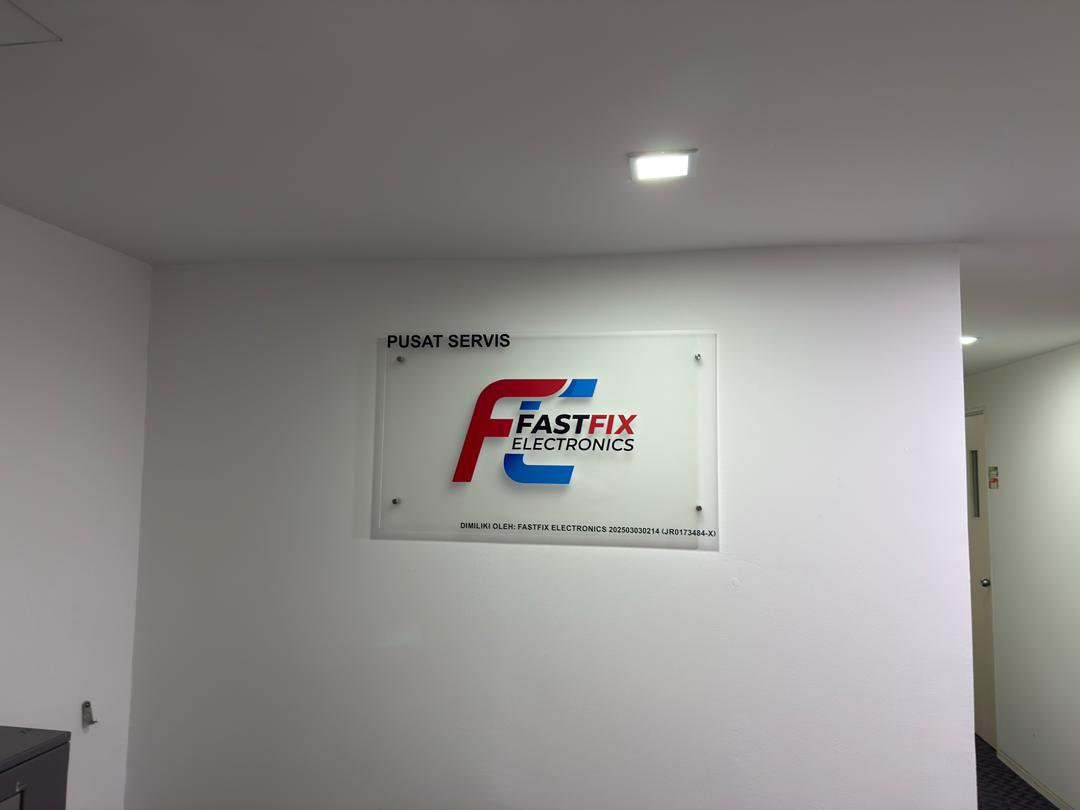 PUSAT SERVIS
FASTFIX
ELECTRONICS
DIMILIKI OLEH: FASTFIX ELECTRONICS 202503030214 (JR0173484-X)